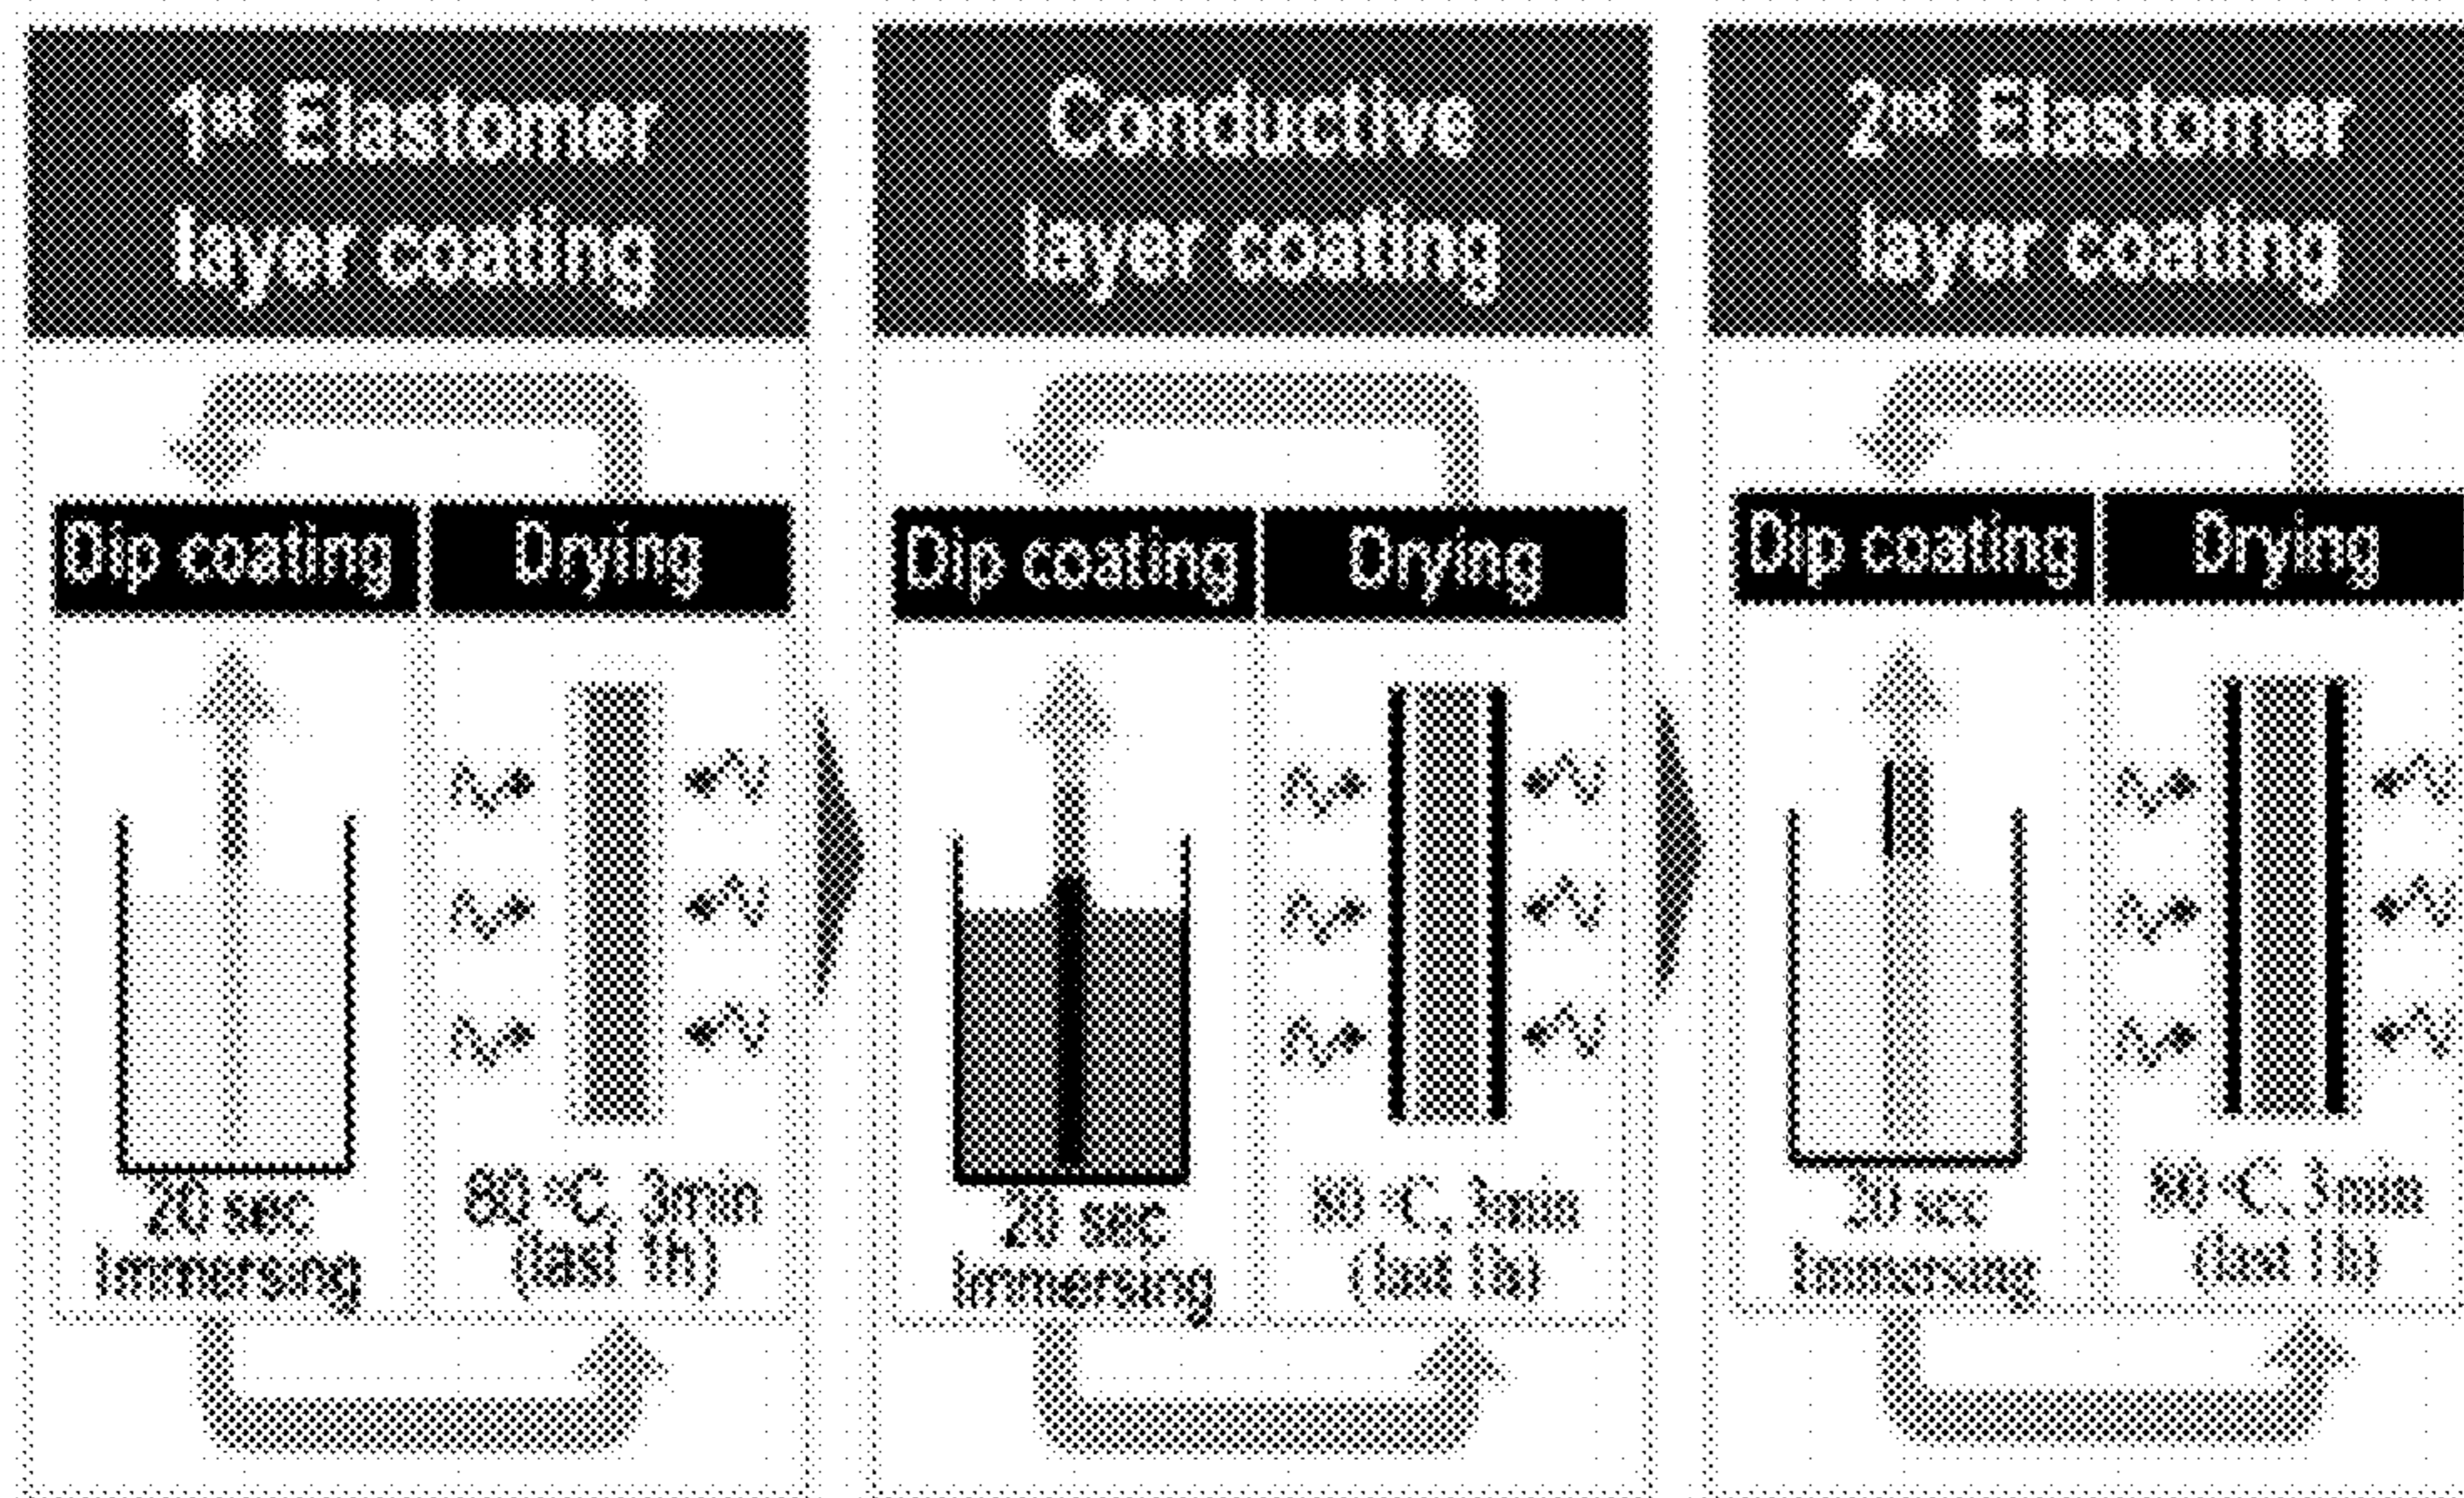 1st Elastomer
layer coating
Dip coating
Drying
20 sec
Immersing
80 °C, 3min
(last 1h)
Conductive
layer coating
Dip coating
Drying
20 sec
Immersing
80 °C, 3min
(last 1h)
2nd Elastomer
layer coating
Dip coating
Drying
sec
Immersing
80 °C, 3min
(last 1h)